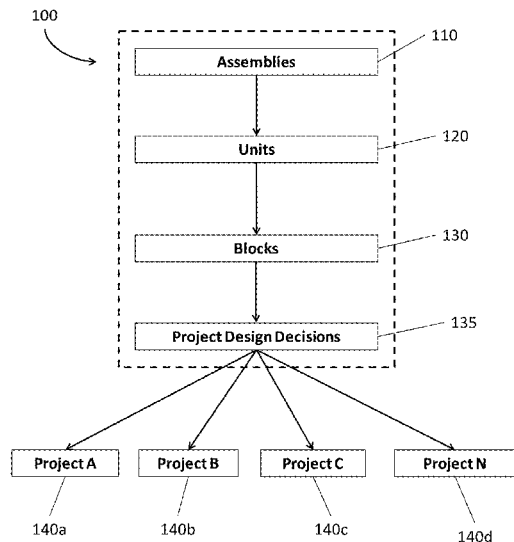 100
110
Assemblies
120
Units
130
Blocks
135
Project Design Decisions
Project A
Project B
Project C
Project N
140a
140b
140c
140d